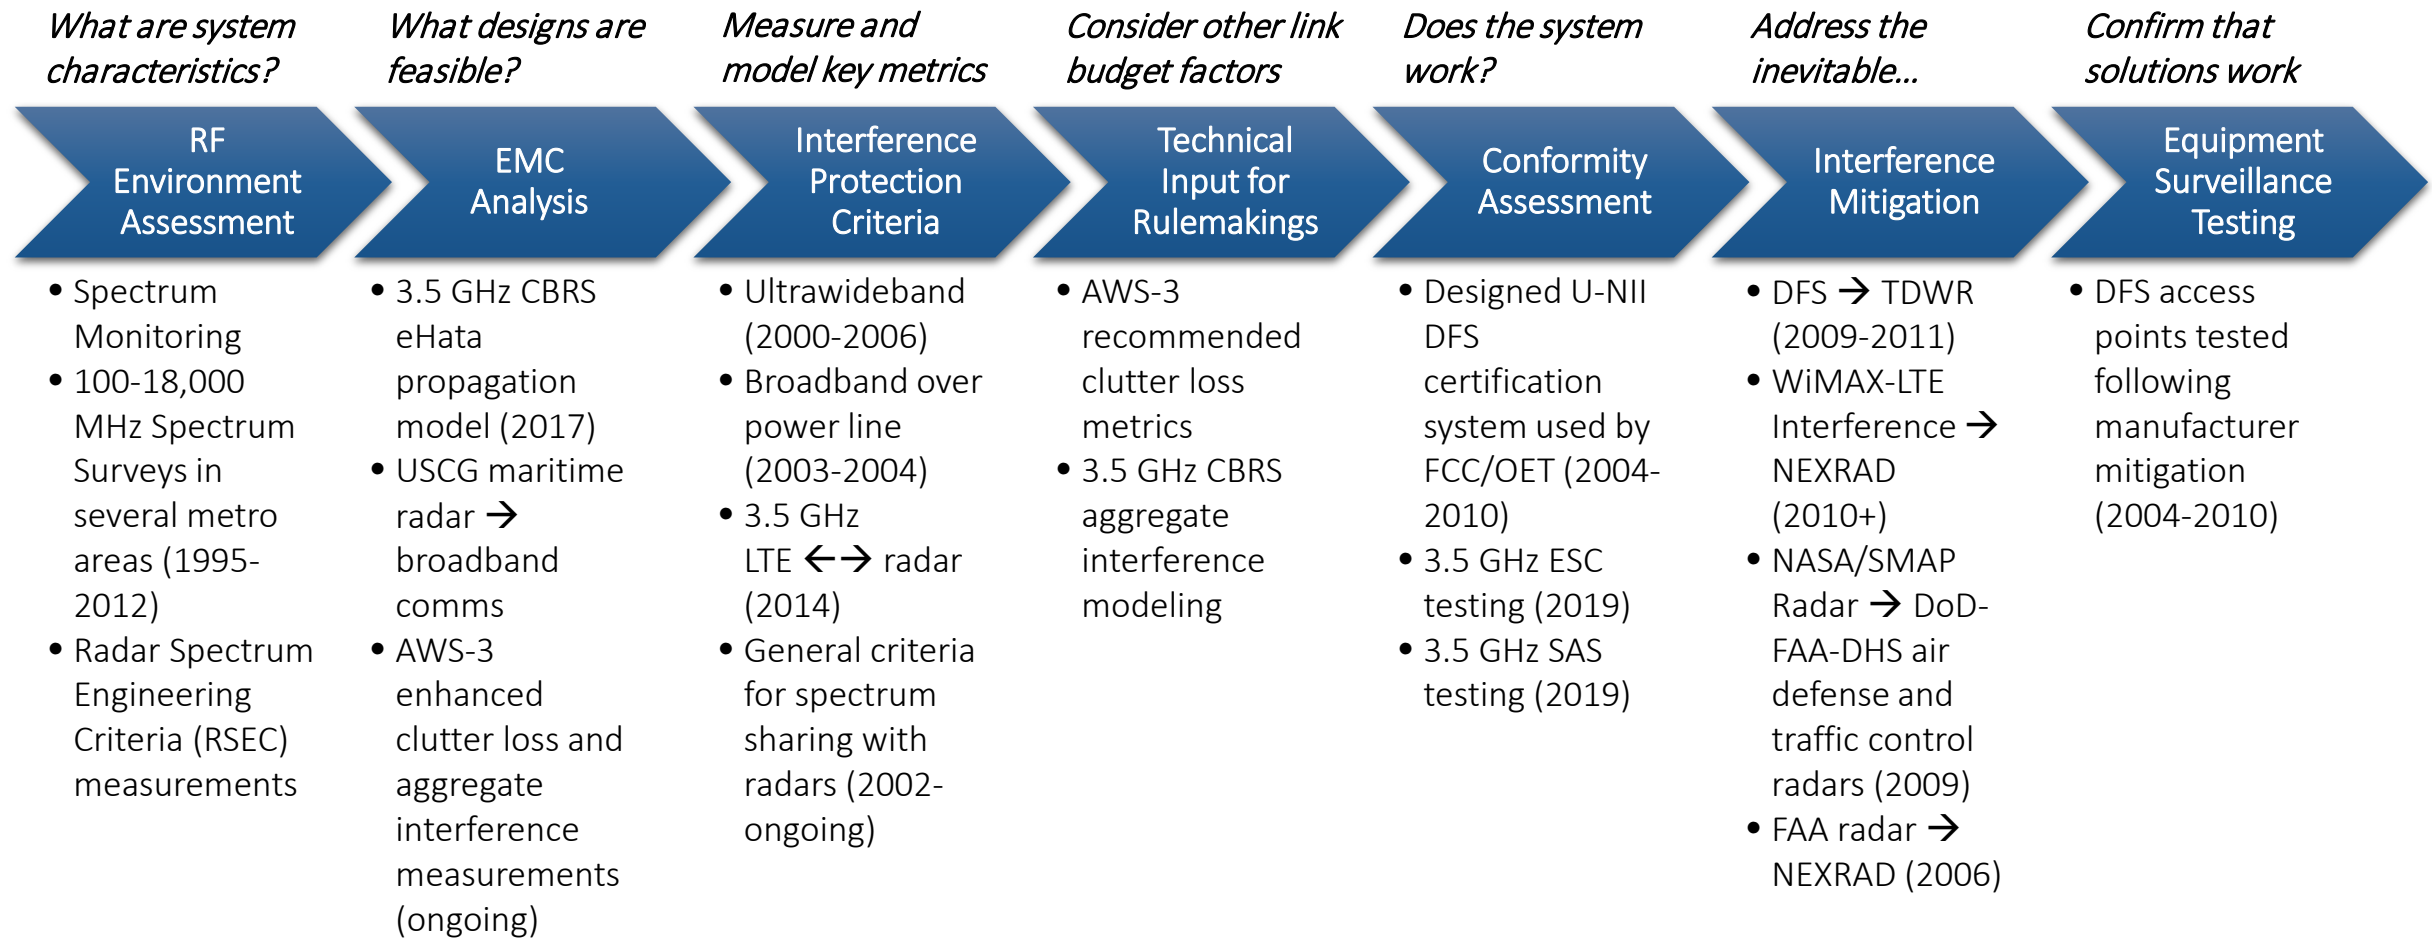 What are system
characteristics?
What designs are
feasible?
Measure and
model key metrics
Consider other link
budget factors
Does the system
work?
Address the
inevitable...
Confirm that
solutions work
RF
Environment
Assessment
EMC
Analysis
Interference
Protection
Criteria
Technical
Input for
Rulemakings
Conformity
Assessment
Interference
Mitigation
Equipment
Surveillance
Testing
• Spectrum
Monitoring
• 100-18,000
MHz Spectrum
Surveys in
several metro
areas (1995-
2012)
• Radar Spectrum
Engineering
Criteria (RSEC)
measurements
• 3.5 GHz CBRS
eHata
propagation
model (2017)
• USCG maritime
radar →
broadband
comms
• AWS-3
enhanced
clutter loss and
aggregate
interference
measurements
(ongoing)
• Ultrawideband
(2000-2006)
• Broadband over
power line
(2003-2004)
• 3.5 GHz
LTE ←→ radar
(2014)
• General criteria
for spectrum
sharing with
radars (2002-
ongoing)
• AWS-3
recommended
clutter loss
metrics
• 3.5 GHz CBRS
aggregate
interference
modeling
• Designed U-NII
DFS
certification
system used by
FCC/OET (2004-
2010)
• 3.5 GHz ESC
testing (2019)
• 3.5 GHz SAS
testing (2019)
• DFS → TDWR
(2009-2011)
• WiMAX-LTE
Interference →
NEXRAD
(2010+)
• NASA/SMAP
Radar → DoD-
FAA-DHS air
defense and
traffic control
radars (2009)
• FAA radar →
NEXRAD (2006)
• DFS access
points tested
following
manufacturer
mitigation
(2004-2010)